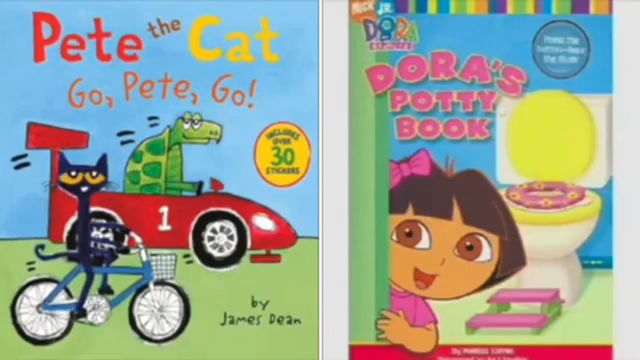 Pete the Cat
Go, Pete, Go!
INCLUDES
OVER
30
STICKERS
1
by
James Dean
NICK JR.
DORA
the EXPLORER
Press the
button—hear
the flush!
DORA'S
POTTY
BOOK